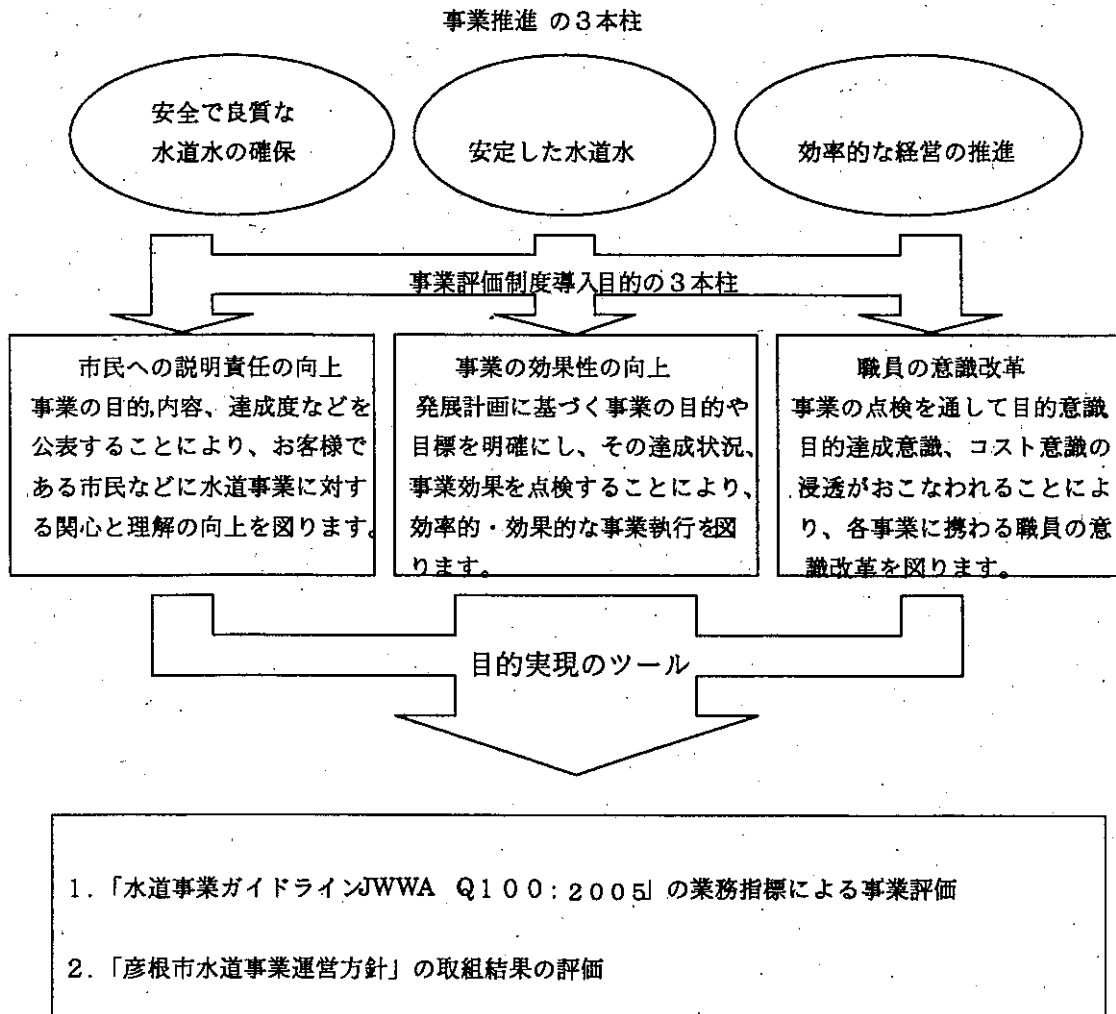 事業推進 の3本柱
安全で良質な
水道水の確保
安定した水道水
効率的な経営の推進
事業評価制度導入目的の3本柱
市民への説明責任の向上
事業の目的,内容、達成度などを
公表することにより、お客様で
ある市民などに水道事業に対す
る関心と理解の向上を図ります。
事業の効果性の向上
発展計画に基づく事業の目的や
目標を明確にし、その達成状況、
事業効果を点検することにより、
効率的・効果的な事業執行を図
ります。
職員の意識改革
事業の点検を通して目的意識
目的達成意識、コスト意識の
浸透がおこなわれることによ
り、各事業に携わる職員の意
識改革を図ります。
目的実現のツール
1.「水道事業ガイドラインJWWA Q100:2005」の業務指標による事業評価
2.「彦根市水道事業運営方針」の取組結果の評価